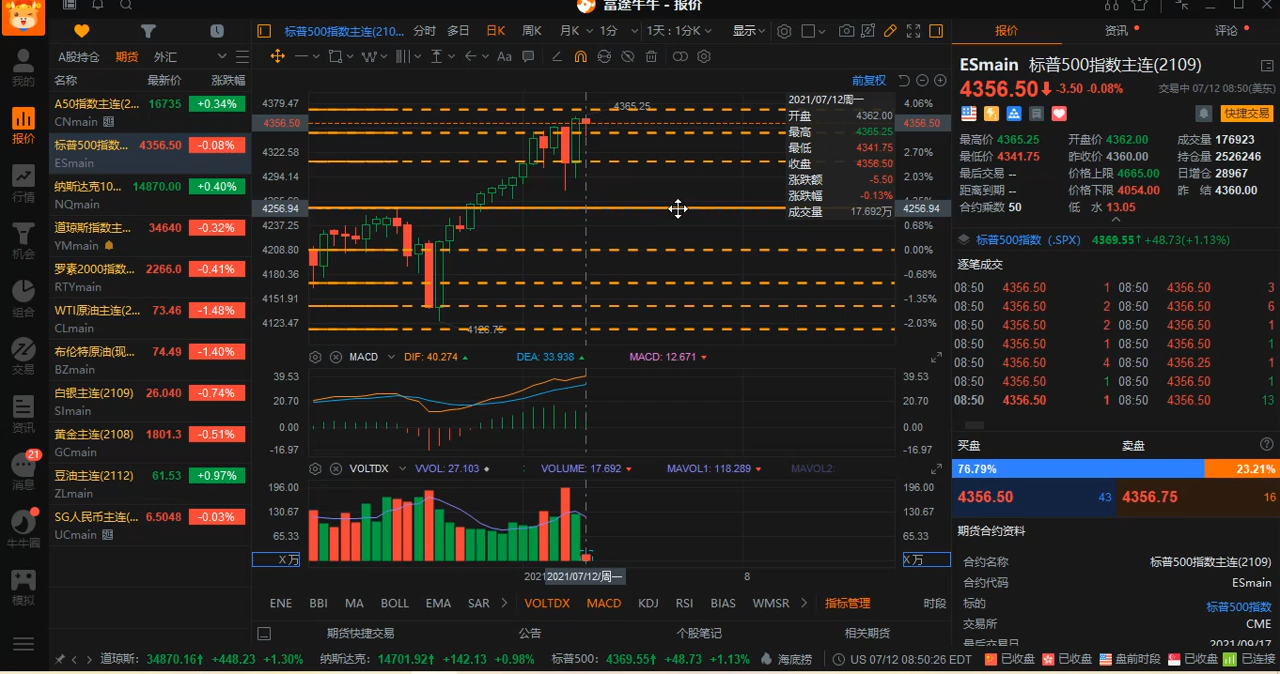 富途牛牛 - 报价
我的
报价
行情
机会
组合
交易
资讯
21
消息
牛牛圈
模拟
A股持仓 期货 外汇
名称 最新价 涨跌幅
A50指数主连(2... 16735 +0.34%
CNmain
标普500指数... 4356.50 -0.08%
ESmain
纳斯达克10... 14870.00 +0.40%
NQmain
道琼斯指数主... 34640 -0.32%
YMmain
罗素2000指数... 2266.0 -0.41%
RTYmain
WTI原油主连(2... 73.46 -1.48%
CLmain
布伦特原油(现... 74.49 -1.40%
BZmain
白银主连(2109) 26.040 -0.74%
SImain
黄金主连(2108) 1801.3 -0.51%
GCmain
豆油主连(2112) 61.53 +0.97%
ZLmain
SG人民币主连(... 6.5048 -0.03%
UCmain
标普500指数主连(210... 分时 多日 日K 周K 月K 1分 1天 : 1分K 显示
Aa
前复权
4379.47 4.06%
4356.50 4356.50
4322.58 2.70%
4294.14 2.03%
4256.94 4256.94
4237.25 0.68%
4208.80 0.00%
4180.36 -0.68%
4151.91 -1.35%
4123.47 -2.03%
4365.25
4126.75
2021/07/12周一
开盘 4362.00
最高 4365.25
最低 4341.75
收盘 4356.50
涨跌额 -5.50
涨跌幅 -0.13%
成交量 17.692万
MACD DIF: 40.274 DEA: 33.938 MACD: 12.671
39.53 39.53
20.70 20.70
0.00 0.00
-16.97 -16.97
VOLTDX VVOL: 27.103 : VOLUME: 17.692 MAVOL1: 118.289 MAVOL2:
196.00 196.00
130.67 130.67
65.33 65.33
X万 X万
2021 2021/07/12/周一 8
ENE BBI MA BOLL EMA SAR VOLTDX MACD KDJ RSI BIAS WMSR 指标管理 时段
期货快捷交易 公告 个股笔记 相关期货
报价 资讯 评论
ESmain 标普500指数主连(2109)
4356.50 -3.50 -0.08% 交易中 07/12 08:50(美东)
快捷交易
最高价 4365.25 开盘价 4362.00 成交量 176923
最低价 4341.75 昨收价 4360.00 持仓量 2526246
最后交易 -- 价格上限 4665.00 日增仓 28967
距离到期 -- 价格下限 4054.00 昨 结 4360.00
合约乘数 50 低 水 13.05
标普500指数 (.SPX) 4369.55 +48.73(+1.13%)
逐笔成交
08:50 4356.50 1 08:50 4356.50 3
08:50 4356.50 2 08:50 4356.50 6
08:50 4356.50 2 08:50 4356.50 1
08:50 4356.50 1 08:50 4356.50 1
08:50 4356.50 4 08:50 4356.25 1
08:50 4356.50 1 08:50 4356.50 1
08:50 4356.50 1 08:50 4356.50 13
买盘 卖盘
76.79% 23.21%
4356.50 43 4356.75 16
期货合约资料
合约名称 标普500指数主连(2109)
合约代码 ESmain
标的 标普500指数
交易所 CME
最后交易日 2021/09/17
道琼斯: 34870.16 +448.23 +1.30% 纳斯达克: 14701.92 +142.13 +0.98% 标普500: 4369.55 +48.73 +1.13% 海底捞 US 07/12 08:50:26 EDT 已收盘 已收盘 盘前时段 已收盘 已连接